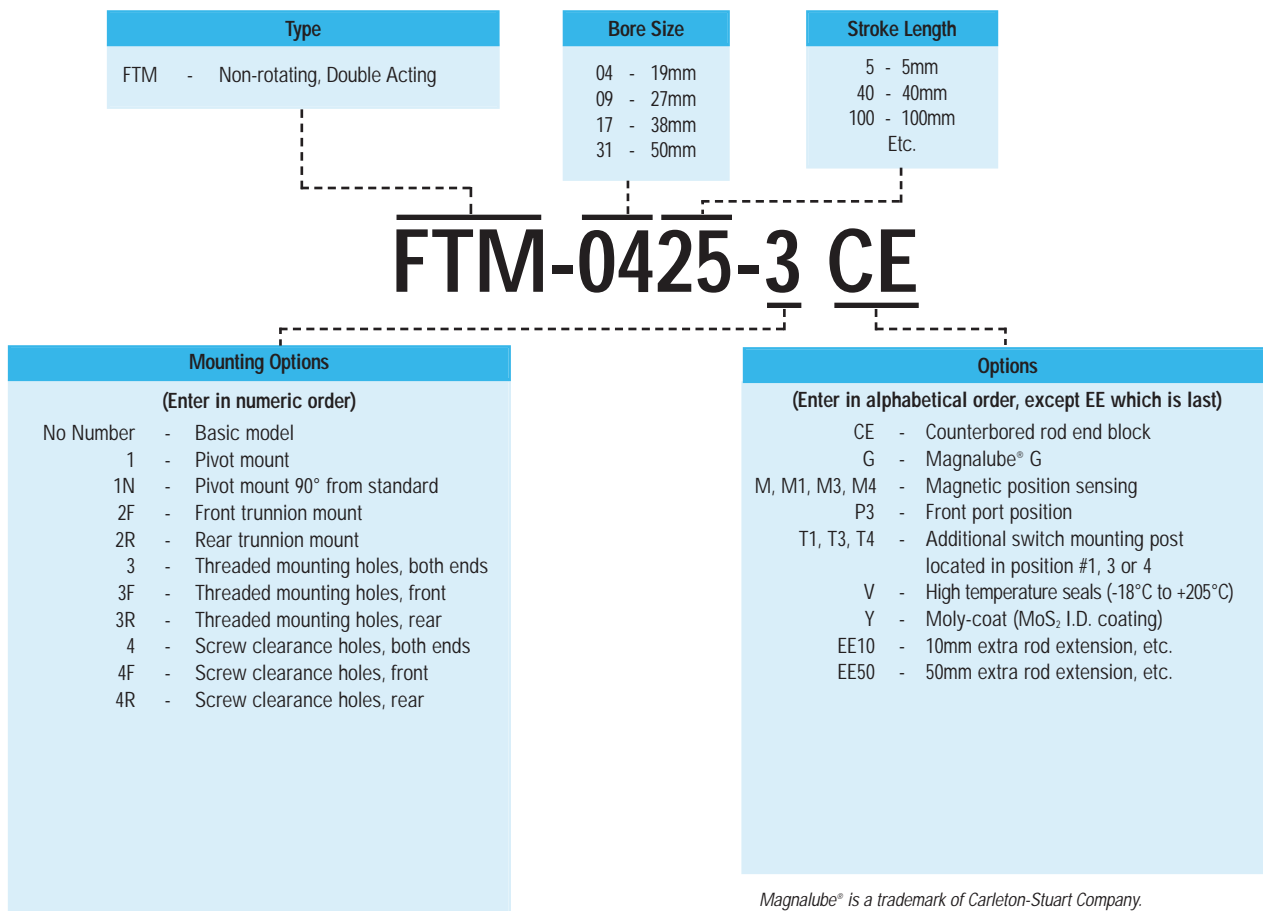 Type
FTM - Non-rotating, Double Acting
Bore Size
04 - 19mm
09 - 27mm
17 - 38mm
31 - 50mm
Stroke Length
5 - 5mm
40 - 40mm
100 - 100mm
Etc.
FTM-0425-3 CE
Mounting Options
(Enter in numeric order)
No Number - Basic model
1 - Pivot mount
1N - Pivot mount 90° from standard
2F - Front trunnion mount
2R - Rear trunnion mount
3 - Threaded mounting holes, both ends
3F - Threaded mounting holes, front
3R - Threaded mounting holes, rear
4 - Screw clearance holes, both ends
4F - Screw clearance holes, front
4R - Screw clearance holes, rear
Options
(Enter in alphabetical order, except EE which is last)
CE - Counterbored rod end block
G - Magnalube® G
M, M1, M3, M4 - Magnetic position sensing
P3 - Front port position
T1, T3, T4 - Additional switch mounting post
located in position #1, 3 or 4
V - High temperature seals (-18°C to +205°C)
Y - Moly-coat (MoS₂ I.D. coating)
EE10 - 10mm extra rod extension, etc.
EE50 - 50mm extra rod extension, etc.
Magnalube® is a trademark of Carleton-Stuart Company.